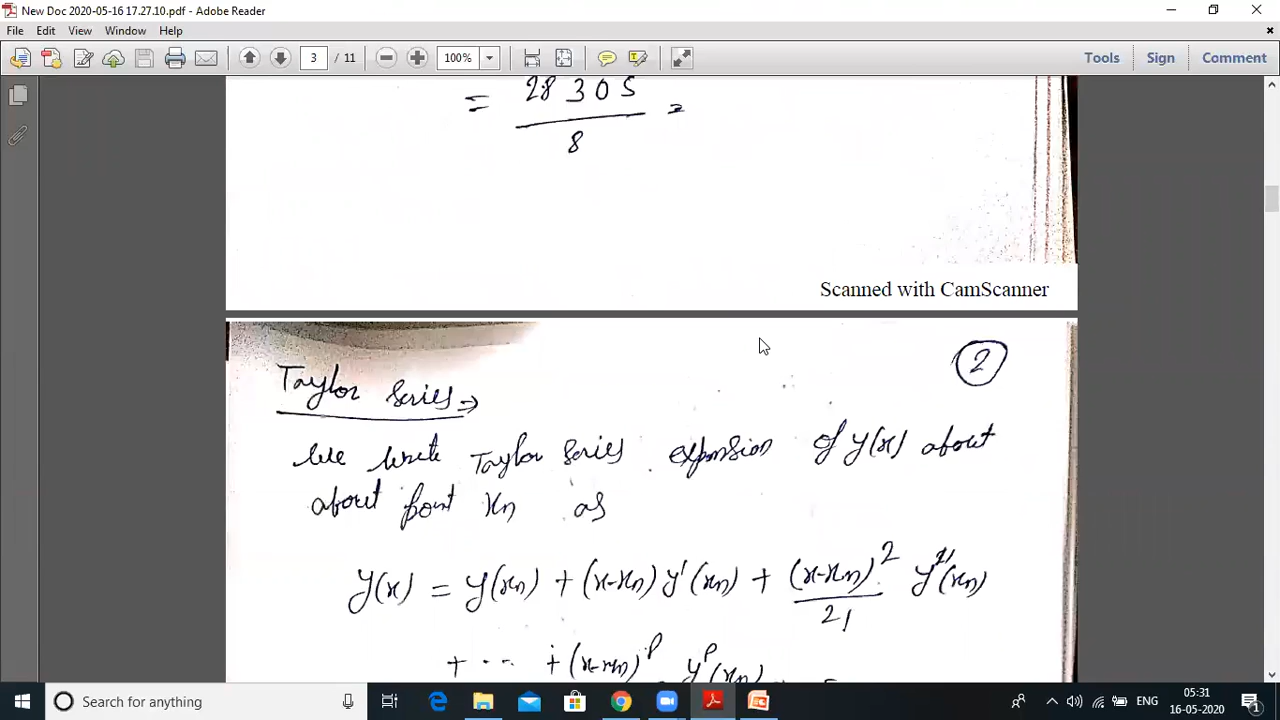 New Doc 2020-05-16 17.27.10.pdf - Adobe Reader
File Edit View Window Help
3 / 11 100% Tools Sign Comment
= 28305 / 8 =
Scanned with CamScanner
2
Taylor Series ⇒
We write Taylor Series expansion of y(x) about
about point xn as
y(x) = y(xn) + (x-xn) y'(xn) + (x-xn)^2 / 2! y''(xn)
+ ... + (x-xn)^p y^p(xn)
Search for anything
ENG
05:31
16-05-2020
1